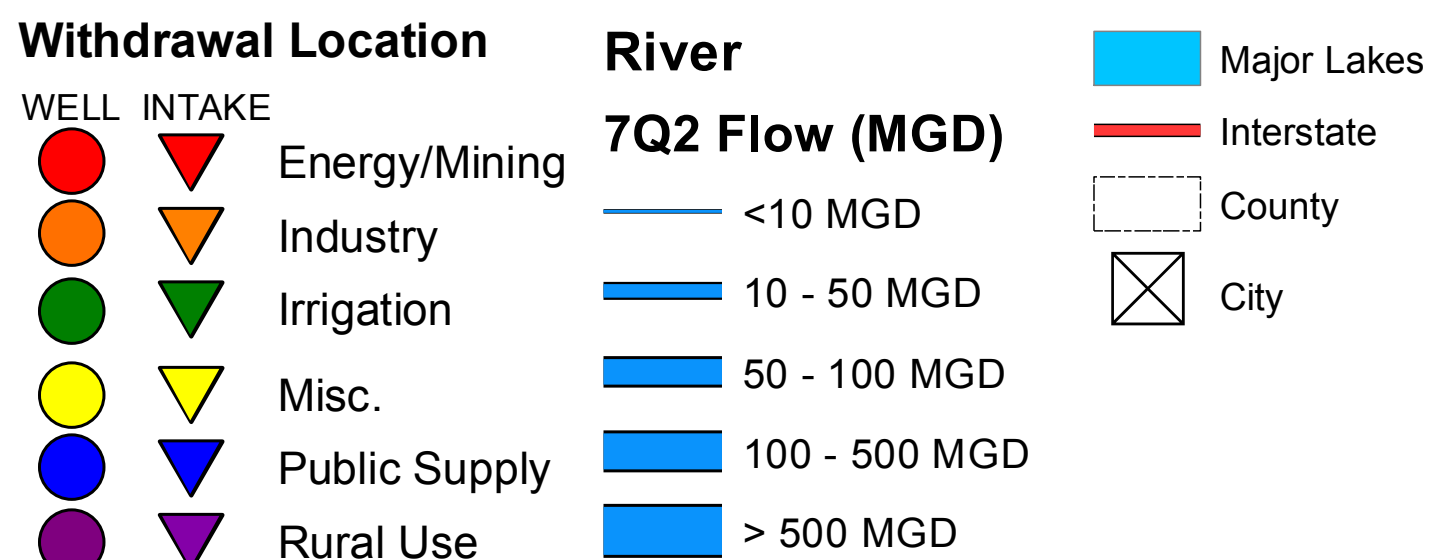 Withdrawal Location
WELL INTAKE
Energy/Mining
Industry
Irrigation
Misc.
Public Supply
Rural Use
River
7Q2 Flow (MGD)
<10 MGD
10 - 50 MGD
50 - 100 MGD
100 - 500 MGD
> 500 MGD
Major Lakes
Interstate
County
City